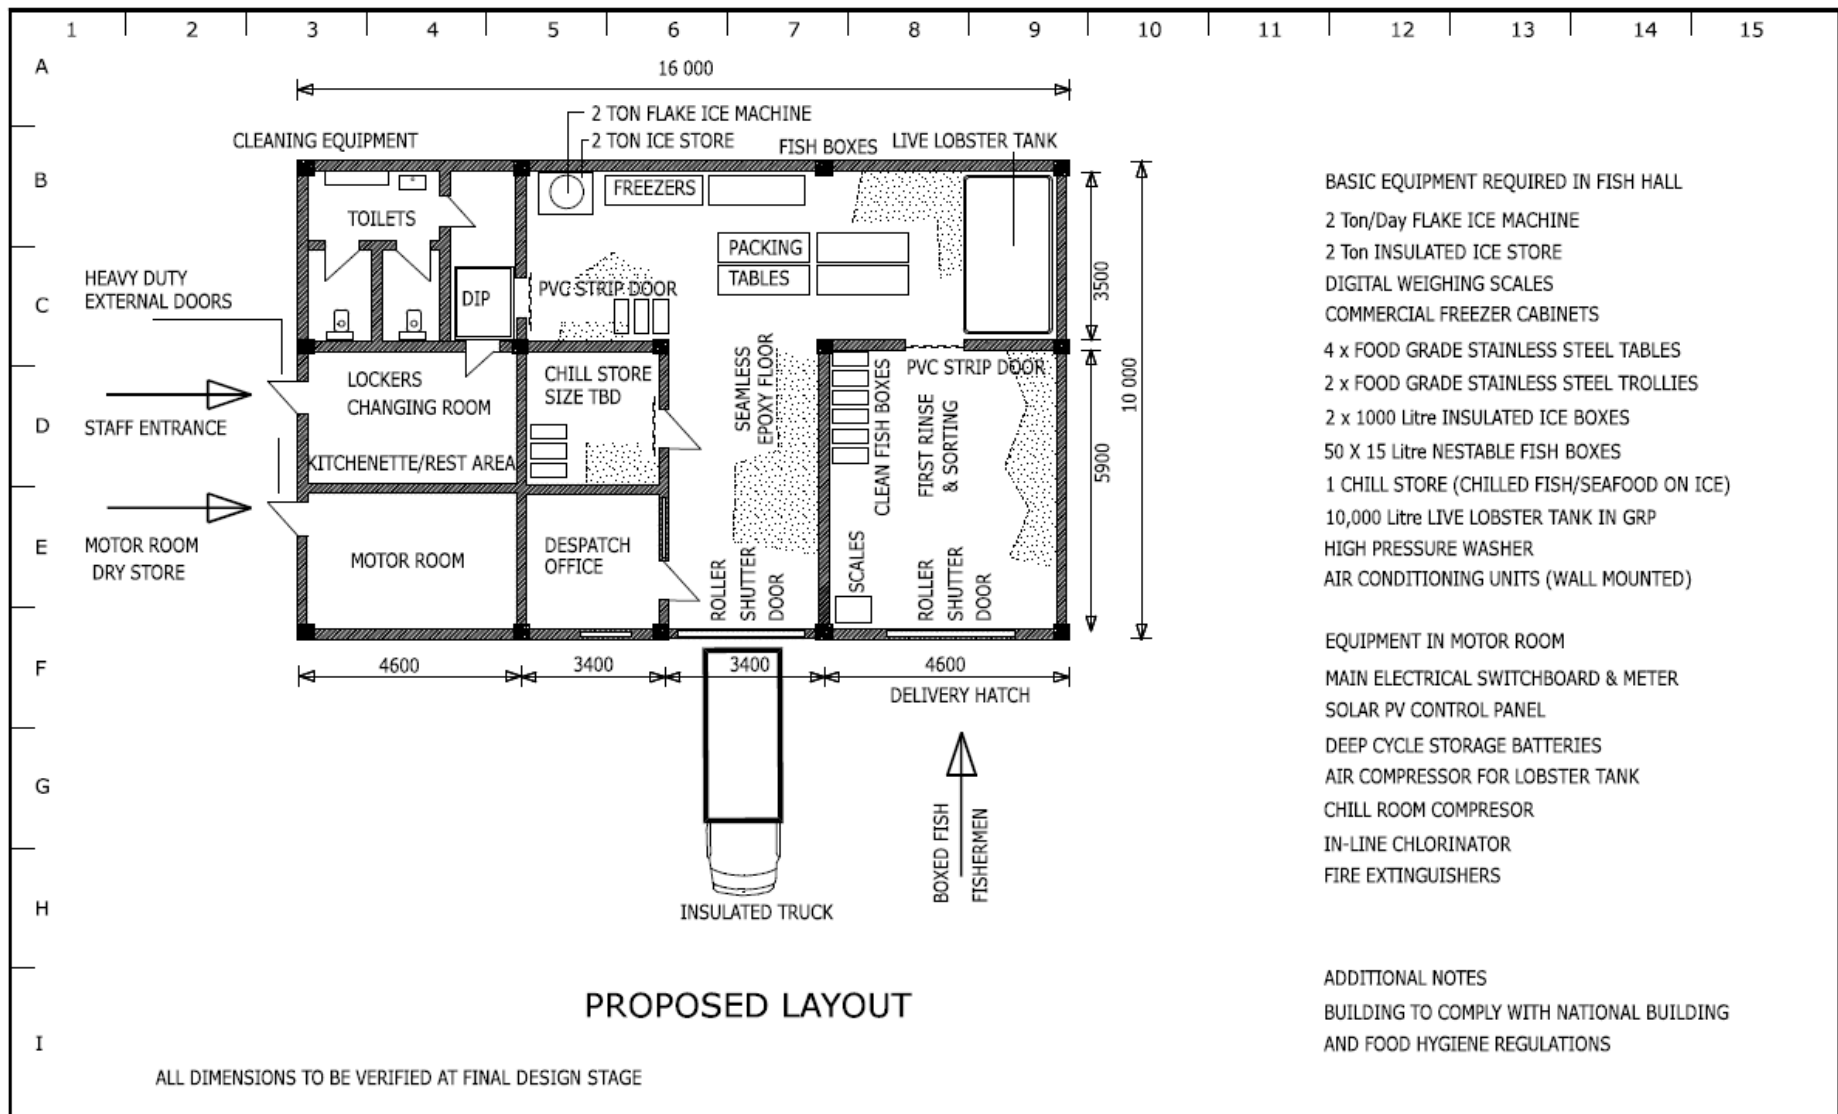 1 2 3 4 5 6 7 8 9 10 11 12 13 14 15
A
B
C
D
E
F
G
H
I
16 000
2 TON FLAKE ICE MACHINE
2 TON ICE STORE
CLEANING EQUIPMENT
FISH BOXES
LIVE LOBSTER TANK
FREEZERS
TOILETS
PACKING
TABLES
HEAVY DUTY
EXTERNAL DOORS
DIP
PVC STRIP DOOR
3500
10 000
5900
LOCKERS
CHANGING ROOM
KITCHENETTE/REST AREA
CHILL STORE
SIZE TBD
SEAMLESS
EPOXY FLOOR
CLEAN FISH BOXES
PVC STRIP DOOR
FIRST RINSE
& SORTING
STAFF ENTRANCE
MOTOR ROOM
DRY STORE
MOTOR ROOM
DESPATCH
OFFICE
ROLLER
SHUTTER
DOOR
SCALES
ROLLER
SHUTTER
DOOR
4600
3400
3400
4600
DELIVERY HATCH
BOXED FISH
FISHERMEN
INSULATED TRUCK
PROPOSED LAYOUT
ALL DIMENSIONS TO BE VERIFIED AT FINAL DESIGN STAGE
BASIC EQUIPMENT REQUIRED IN FISH HALL
2 Ton/Day FLAKE ICE MACHINE
2 Ton INSULATED ICE STORE
DIGITAL WEIGHING SCALES
COMMERCIAL FREEZER CABINETS
4 x FOOD GRADE STAINLESS STEEL TABLES
2 x FOOD GRADE STAINLESS STEEL TROLLIES
2 x 1000 Litre INSULATED ICE BOXES
50 X 15 Litre NESTABLE FISH BOXES
1 CHILL STORE (CHILLED FISH/SEAFOOD ON ICE)
10,000 Litre LIVE LOBSTER TANK IN GRP
HIGH PRESSURE WASHER
AIR CONDITIONING UNITS (WALL MOUNTED)
EQUIPMENT IN MOTOR ROOM
MAIN ELECTRICAL SWITCHBOARD & METER
SOLAR PV CONTROL PANEL
DEEP CYCLE STORAGE BATTERIES
AIR COMPRESSOR FOR LOBSTER TANK
CHILL ROOM COMPRESOR
IN-LINE CHLORINATOR
FIRE EXTINGUISHERS
ADDITIONAL NOTES
BUILDING TO COMPLY WITH NATIONAL BUILDING
AND FOOD HYGIENE REGULATIONS